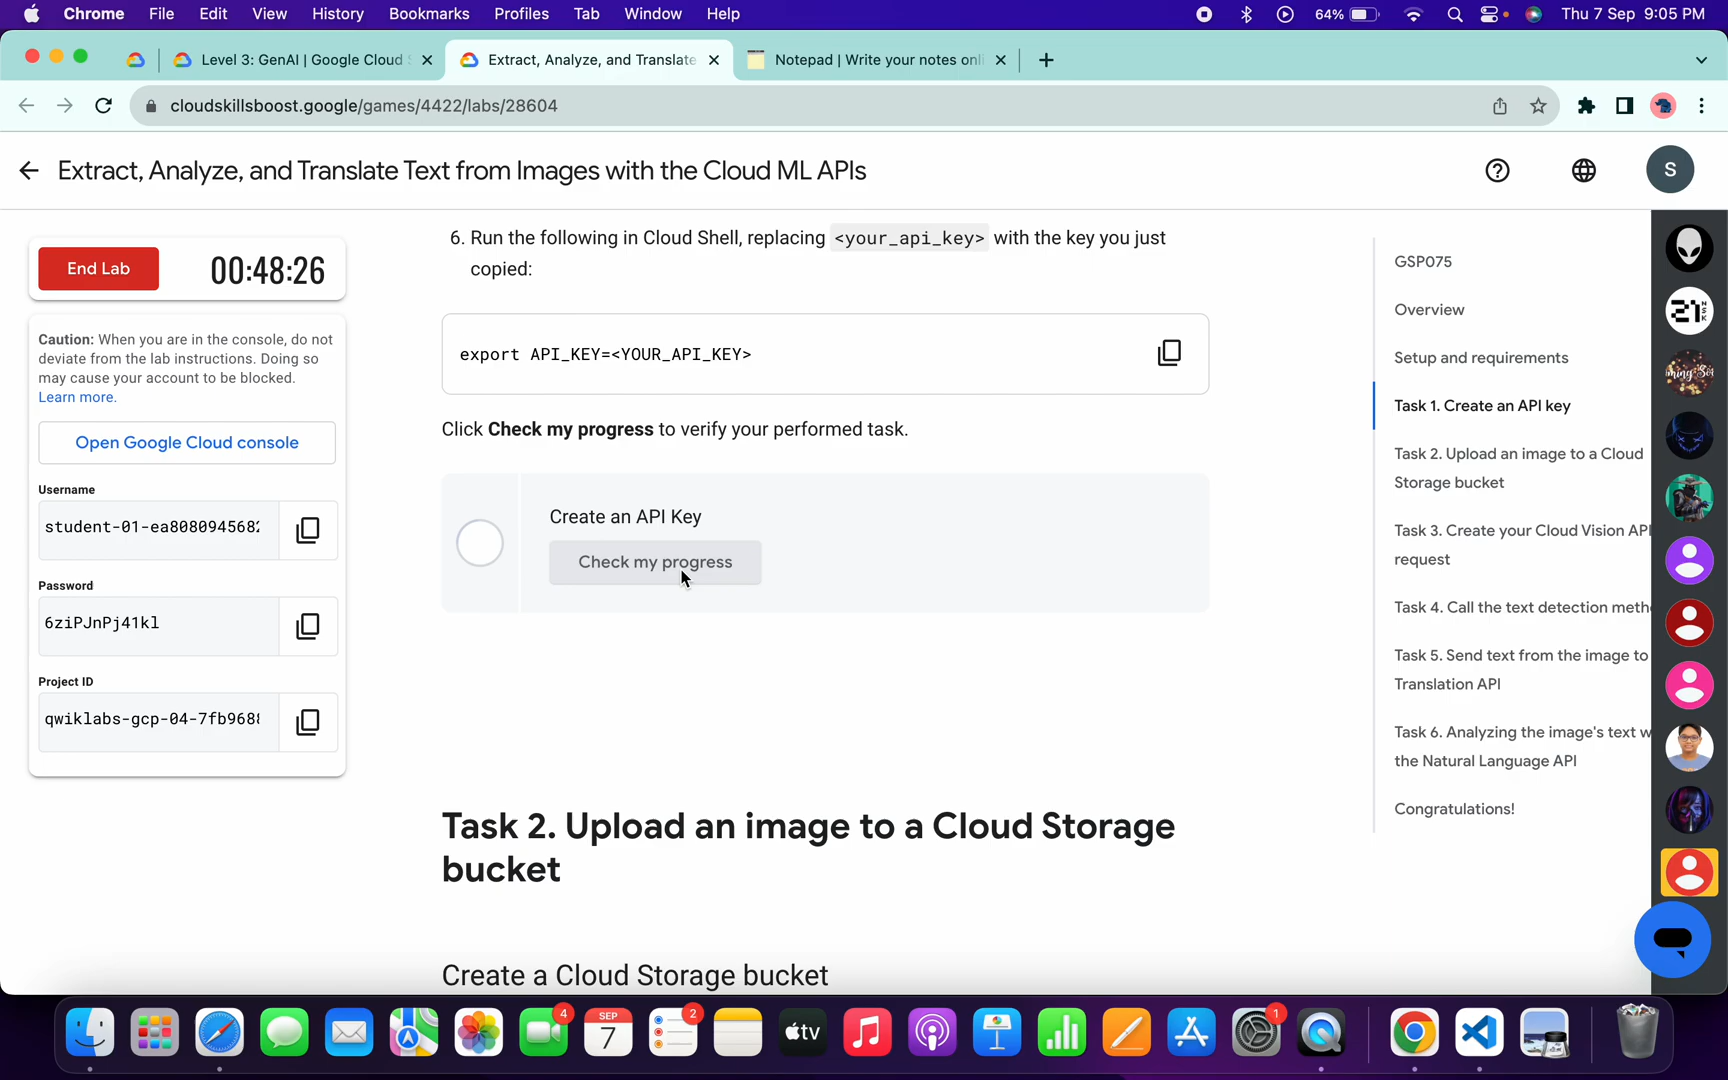 Chrome File Edit View History Bookmarks Profiles Tab Window Help 64% Thu 7 Sep 9:05 PM
Level 3: GenAI | Google Cloud Extract, Analyze, and Translate Notepad | Write your notes onli
cloudskillsboost.google/games/4422/labs/28604
Extract, Analyze, and Translate Text from Images with the Cloud ML APIs
S
End Lab
00:48:26
Caution: When you are in the console, do not
deviate from the lab instructions. Doing so
may cause your account to be blocked.
Learn more.
Open Google Cloud console
Username
student-01-ea808094568
Password
6ziPJnPj41kl
Project ID
qwiklabs-gcp-04-7fb968
6. Run the following in Cloud Shell, replacing <your_api_key> with the key you just
copied:
export API_KEY=<YOUR_API_KEY>
Click Check my progress to verify your performed task.
Create an API Key
Check my progress
Task 2. Upload an image to a Cloud Storage
bucket
Create a Cloud Storage bucket
GSP075
Overview
Setup and requirements
Task 1. Create an API key
Task 2. Upload an image to a Cloud
Storage bucket
Task 3. Create your Cloud Vision API
request
Task 4. Call the text detection meth
Task 5. Send text from the image to
Translation API
Task 6. Analyzing the image's text w
the Natural Language API
Congratulations!
21
4
SEP
7
2
tv
1